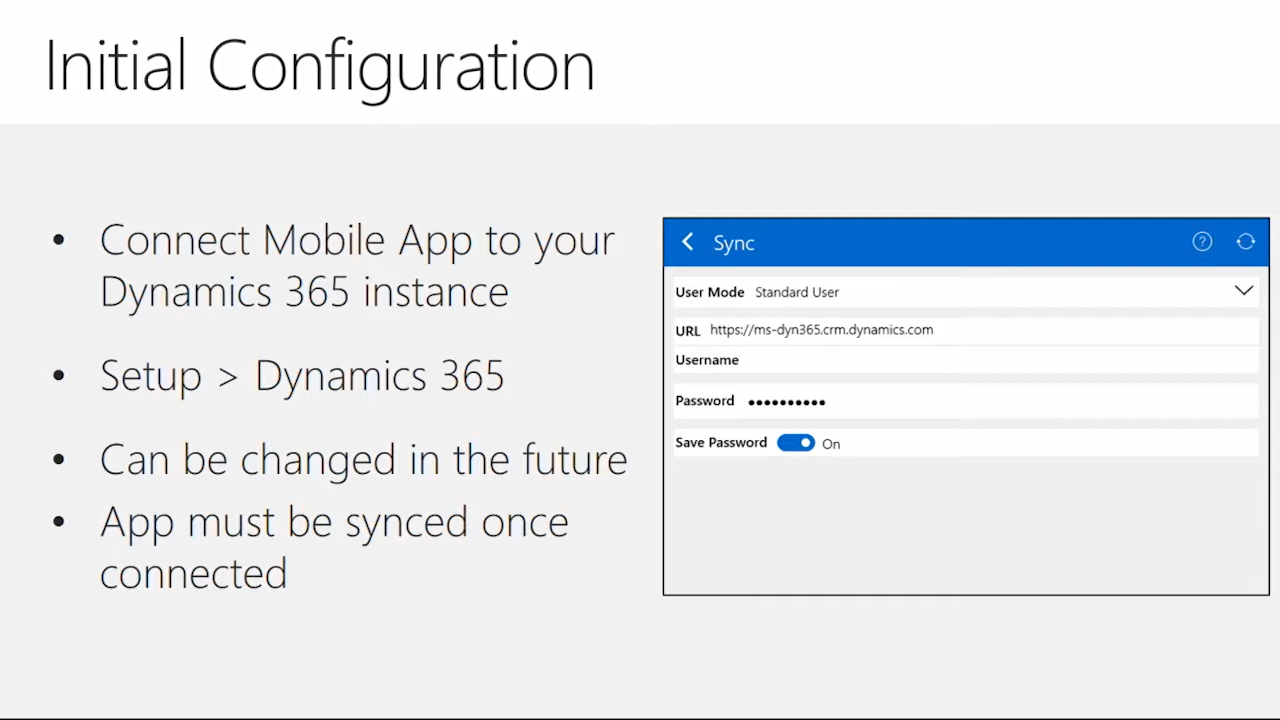 Initial Configuration
• Connect Mobile App to your
Dynamics 365 instance
• Setup > Dynamics 365
• Can be changed in the future
• App must be synced once
connected
Sync
User Mode Standard User
URL https://ms-dyn365.crm.dynamics.com
Username
Password ••••••••••
Save Password On